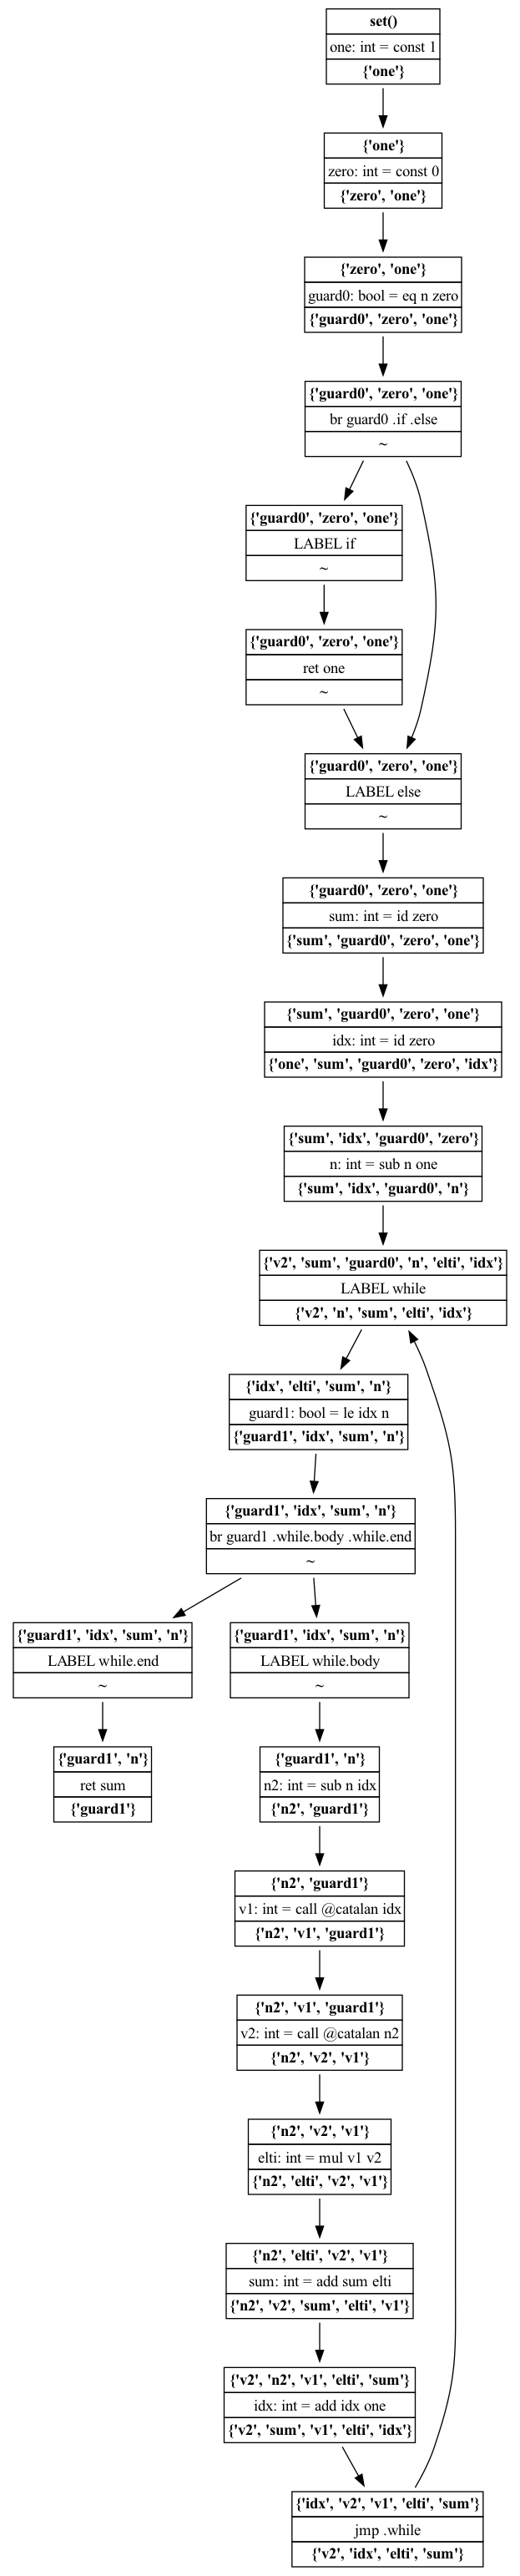 set()
one: int = const 1
{'one'}
{'one'}
zero: int = const 0
{'zero', 'one'}
{'zero', 'one'}
guard0: bool = eq n zero
{'guard0', 'zero', 'one'}
{'guard0', 'zero', 'one'}
br guard0 .if .else
~
{'guard0', 'zero', 'one'}
LABEL if
~
{'guard0', 'zero', 'one'}
ret one
~
{'guard0', 'zero', 'one'}
LABEL else
~
{'guard0', 'zero', 'one'}
sum: int = id zero
{'sum', 'guard0', 'zero', 'one'}
{'sum', 'guard0', 'zero', 'one'}
idx: int = id zero
{'one', 'sum', 'guard0', 'zero', 'idx'}
{'sum', 'idx', 'guard0', 'zero'}
n: int = sub n one
{'sum', 'idx', 'guard0', 'n'}
{'v2', 'sum', 'guard0', 'n', 'elti', 'idx'}
LABEL while
{'v2', 'n', 'sum', 'elti', 'idx'}
{'idx', 'elti', 'sum', 'n'}
guard1: bool = le idx n
{'guard1', 'idx', 'sum', 'n'}
{'guard1', 'idx', 'sum', 'n'}
br guard1 .while.body .while.end
~
{'guard1', 'idx', 'sum', 'n'}
LABEL while.end
~
{'guard1', 'idx', 'sum', 'n'}
LABEL while.body
~
{'guard1', 'n'}
ret sum
{'guard1'}
{'guard1', 'n'}
n2: int = sub n idx
{'n2', 'guard1'}
{'n2', 'guard1'}
v1: int = call @catalan idx
{'n2', 'v1', 'guard1'}
{'n2', 'v1', 'guard1'}
v2: int = call @catalan n2
{'n2', 'v2', 'v1'}
{'n2', 'v2', 'v1'}
elti: int = mul v1 v2
{'n2', 'elti', 'v2', 'v1'}
{'n2', 'elti', 'v2', 'v1'}
sum: int = add sum elti
{'n2', 'v2', 'sum', 'elti', 'v1'}
{'v2', 'n2', 'v1', 'elti', 'sum'}
idx: int = add idx one
{'v2', 'sum', 'v1', 'elti', 'idx'}
{'idx', 'v2', 'v1', 'elti', 'sum'}
jmp .while
{'v2', 'idx', 'elti', 'sum'}